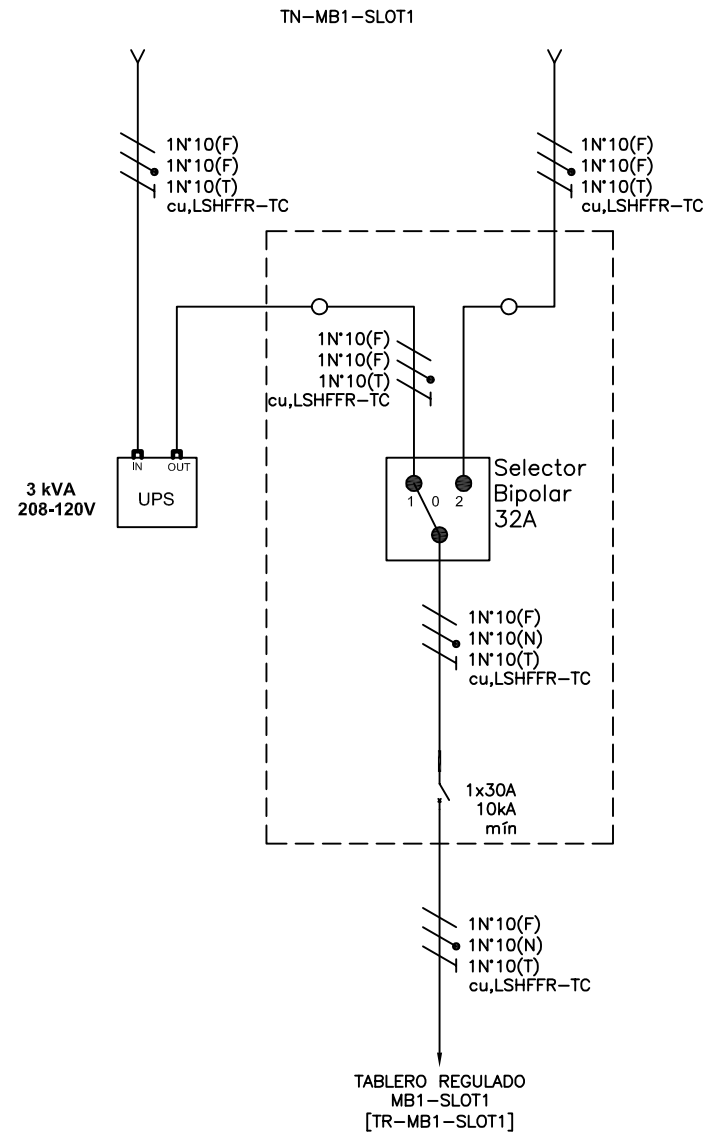 TN-MB1-SLOT1
1N°10(F)
1N°10(F)
1N°10(T)
cu,LSHFFR-TC
1N°10(F)
1N°10(F)
1N°10(T)
cu,LSHFFR-TC
1N°10(F)
1N°10(F)
1N°10(T)
cu,LSHFFR-TC
IN OUT
UPS
3 kVA
208-120V
1 0 2
Selector
Bipolar
32A
1N°10(F)
1N°10(N)
1N°10(T)
cu,LSHFFR-TC
1x30A
10kA
mín
1N°10(F)
1N°10(N)
1N°10(T)
cu,LSHFFR-TC
TABLERO REGULADO
MB1-SLOT1
[TR-MB1-SLOT1]